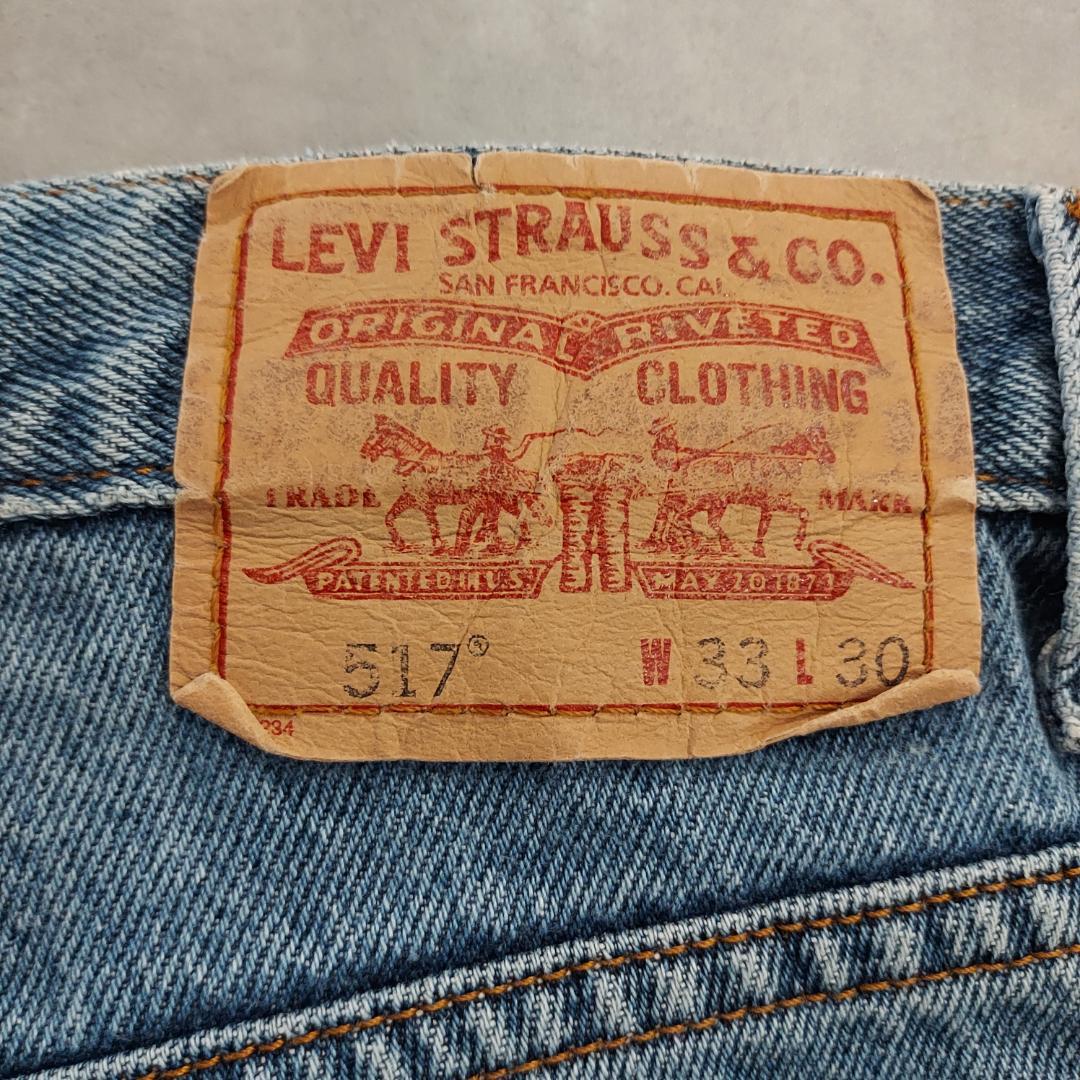 LEVI STRAUSS & CO.
SAN FRANCISCO. CAL.
ORIGINAL RIVETED
QUALITY CLOTHING
TRADE MARK
PATENTED IN U.S. MAY 20 1873
517® W 33 L 30
234